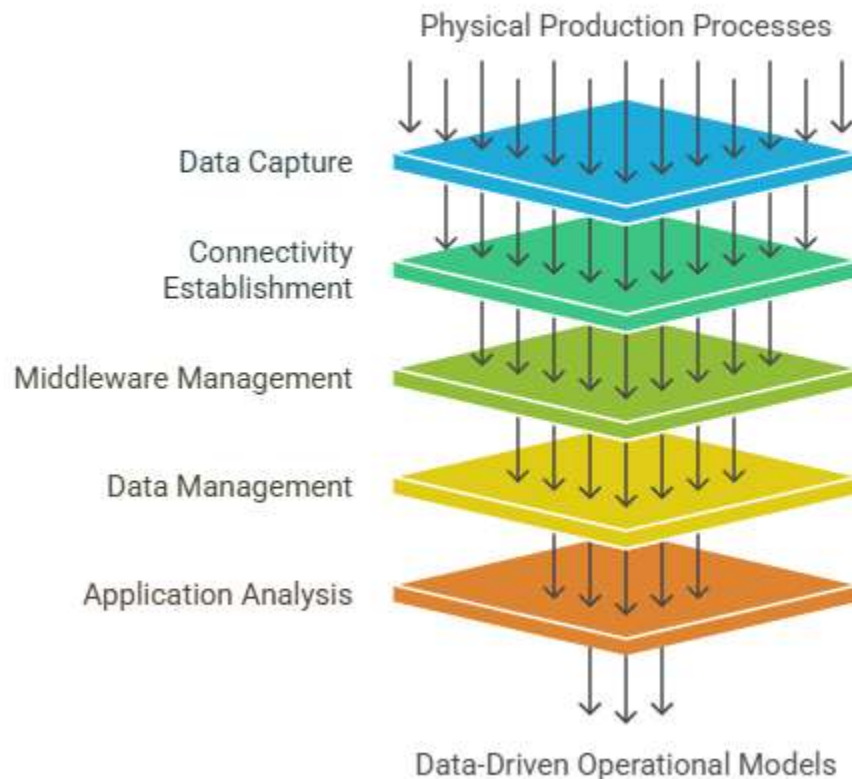 Physical Production Processes
Data Capture
Connectivity
Establishment
Middleware Management
Data Management
Application Analysis
Data-Driven Operational Models